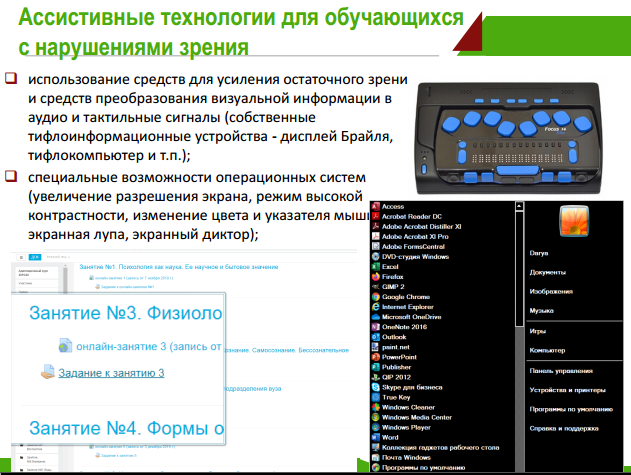 Ассистивные технологии для обучающихся
с нарушениями зрения
использование средств для усиления остаточного зрени
и средств преобразования визуальной информации в
аудио и тактильные сигналы (собственные
тифлоинформационные устройства - дисплей Брайля,
тифлокомпьютер и т.п.);
специальные возможности операционных систем
(увеличение разрешения экрана, режим высокой
контрастности, изменение цвета и указателя мыши
экранная лупа, экранный диктор);
Focus 14
Занятие №1. Психология как наука. Ее научное и бытовое значение
Занятие №3. Физиоло
онлайн-занятие 3 (запись от
Задание к занятию 3
Занятие №4. Формы о
знание. Самосознание. Бессознательное
подразделения вуза
Access
Acrobat Reader DC
Adobe Acrobat Distiller XI
Adobe Acrobat XI Pro
Adobe FormsCentral
DVD-студия Windows
Excel
Firefox
GIMP 2
Google Chrome
Internet Explorer
Microsoft OneDrive
OneNote 2016
Outlook
paint.net
PowerPoint
Publisher
QIP 2012
Skype для бизнеса
True Key
Windows Cleaner
Windows Media Center
Windows Player
Word
Коллекция гаджетов рабочего стола
Почта Windows
Программы по умолчанию
Документы
Изображения
Музыка
Игры
Компьютер
Панель управления
Устройства и принтеры
Программы по умолчанию
Справка и поддержка